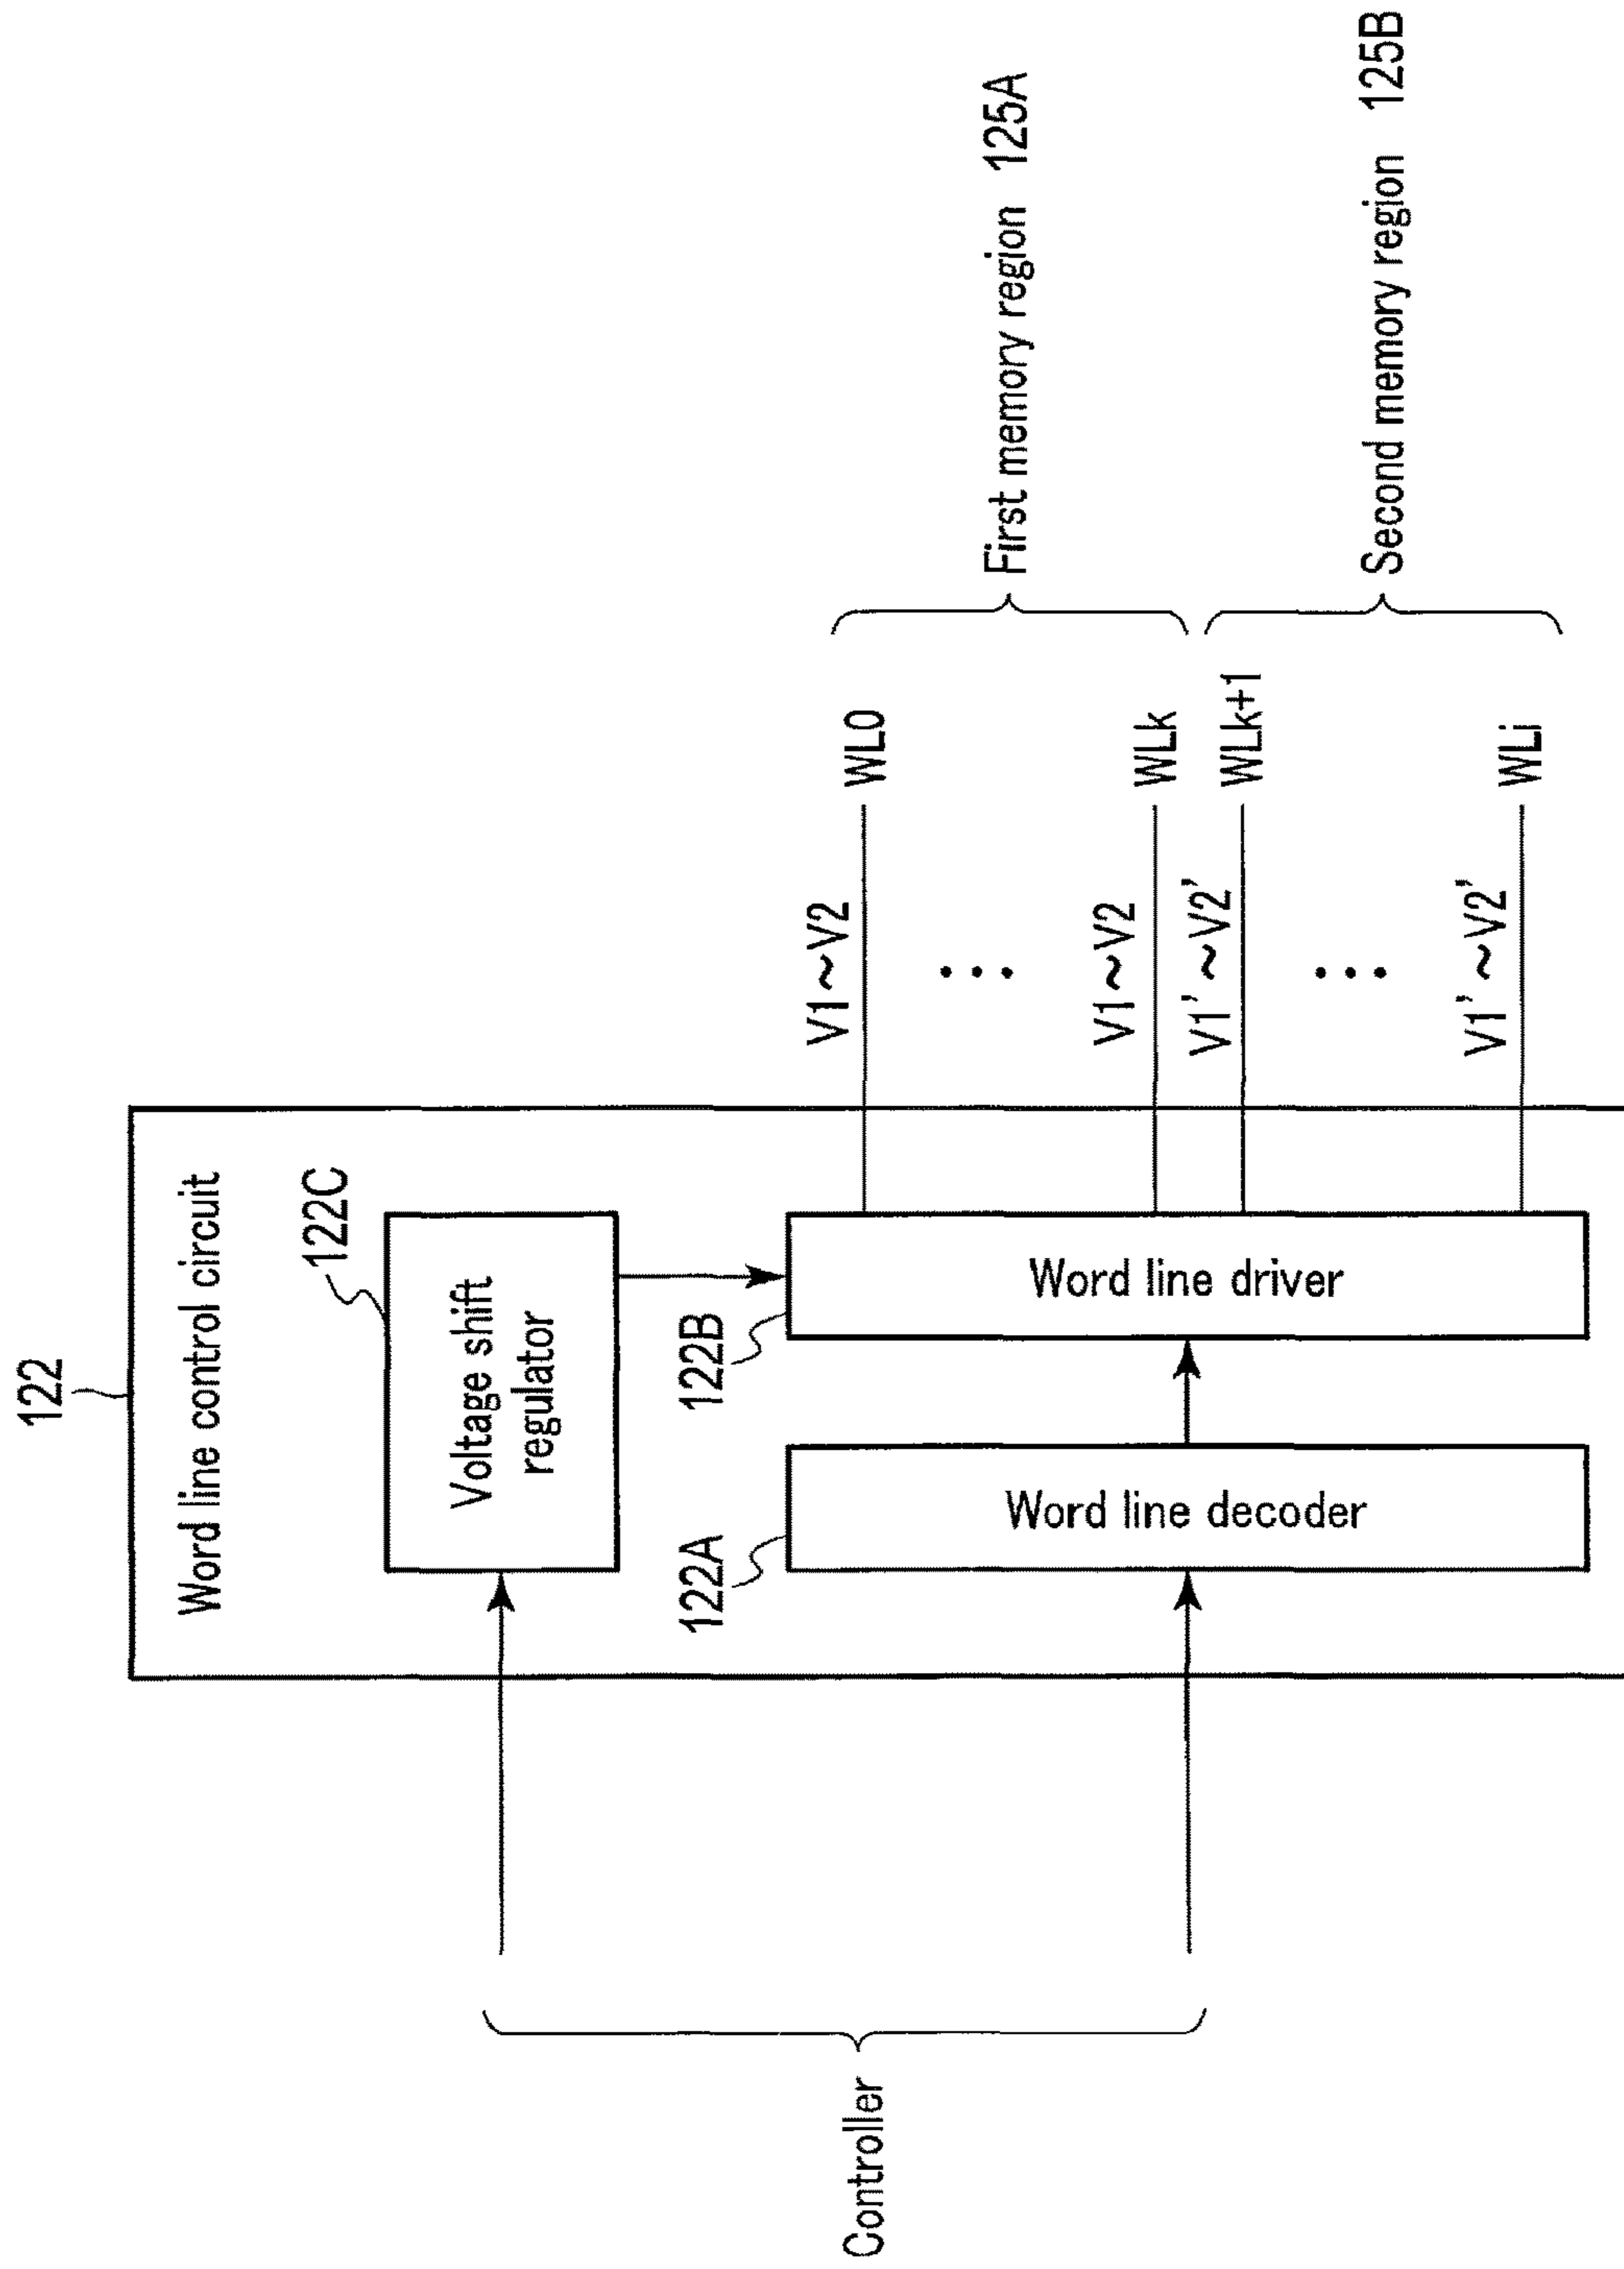 122
Word line control circuit
122C
Voltage shift
regulator
Controller
122A
Word line decoder
122B
Word line driver
V1~V2
WL0
...
V1~V2
WLk
V1'~V2'
WLk+1
...
V1'~V2'
WLi
First memory region 125A
Second memory region 125B